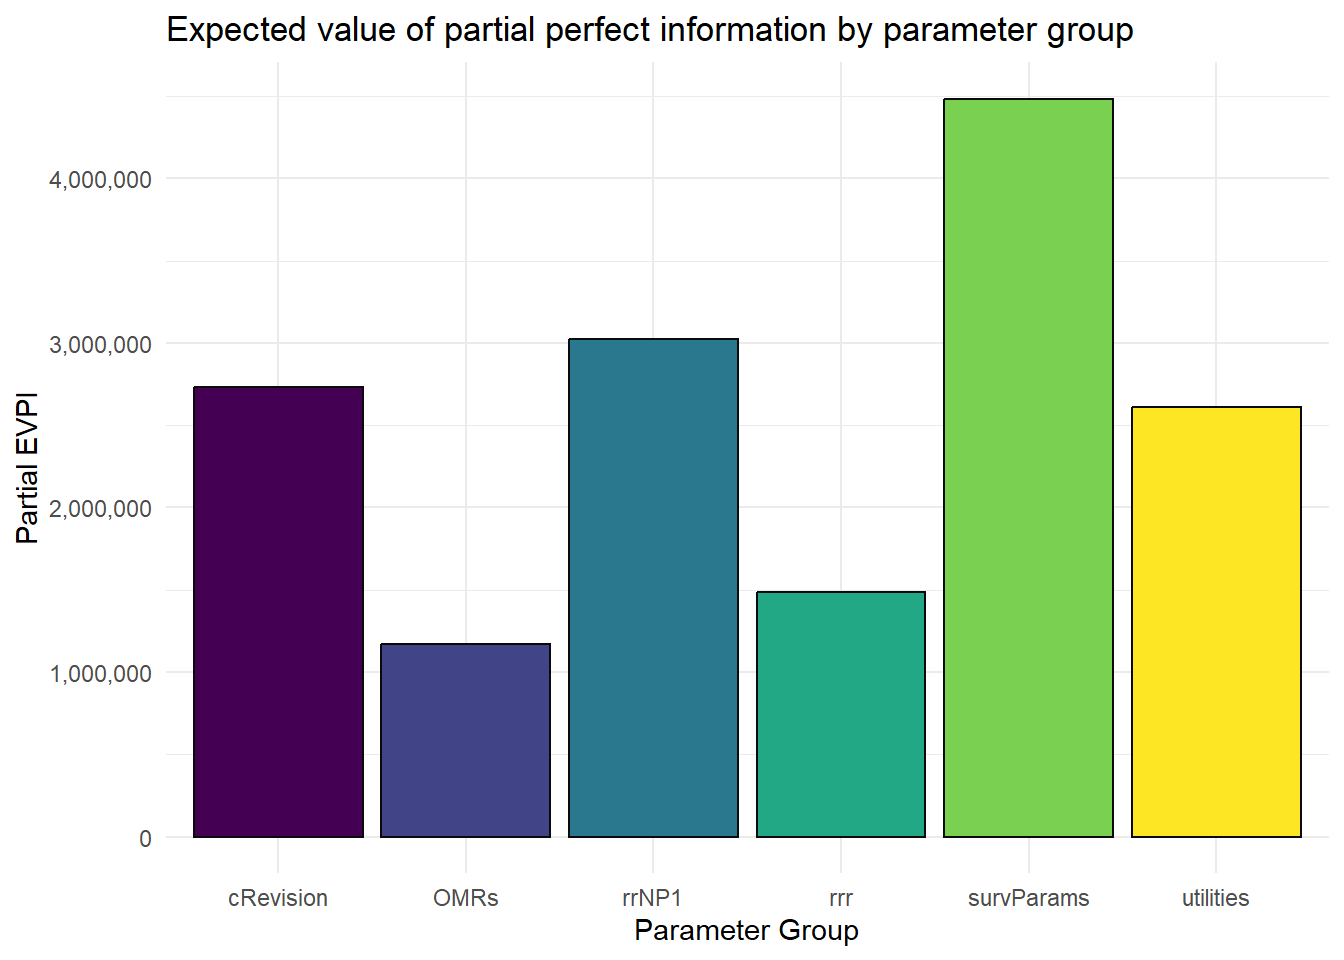 Expected value of partial perfect information by parameter group
Partial EVPI
4,000,000
3,000,000
2,000,000
1,000,000
0
cRevision OMRs rrNP1 rrr survParams utilities
Parameter Group